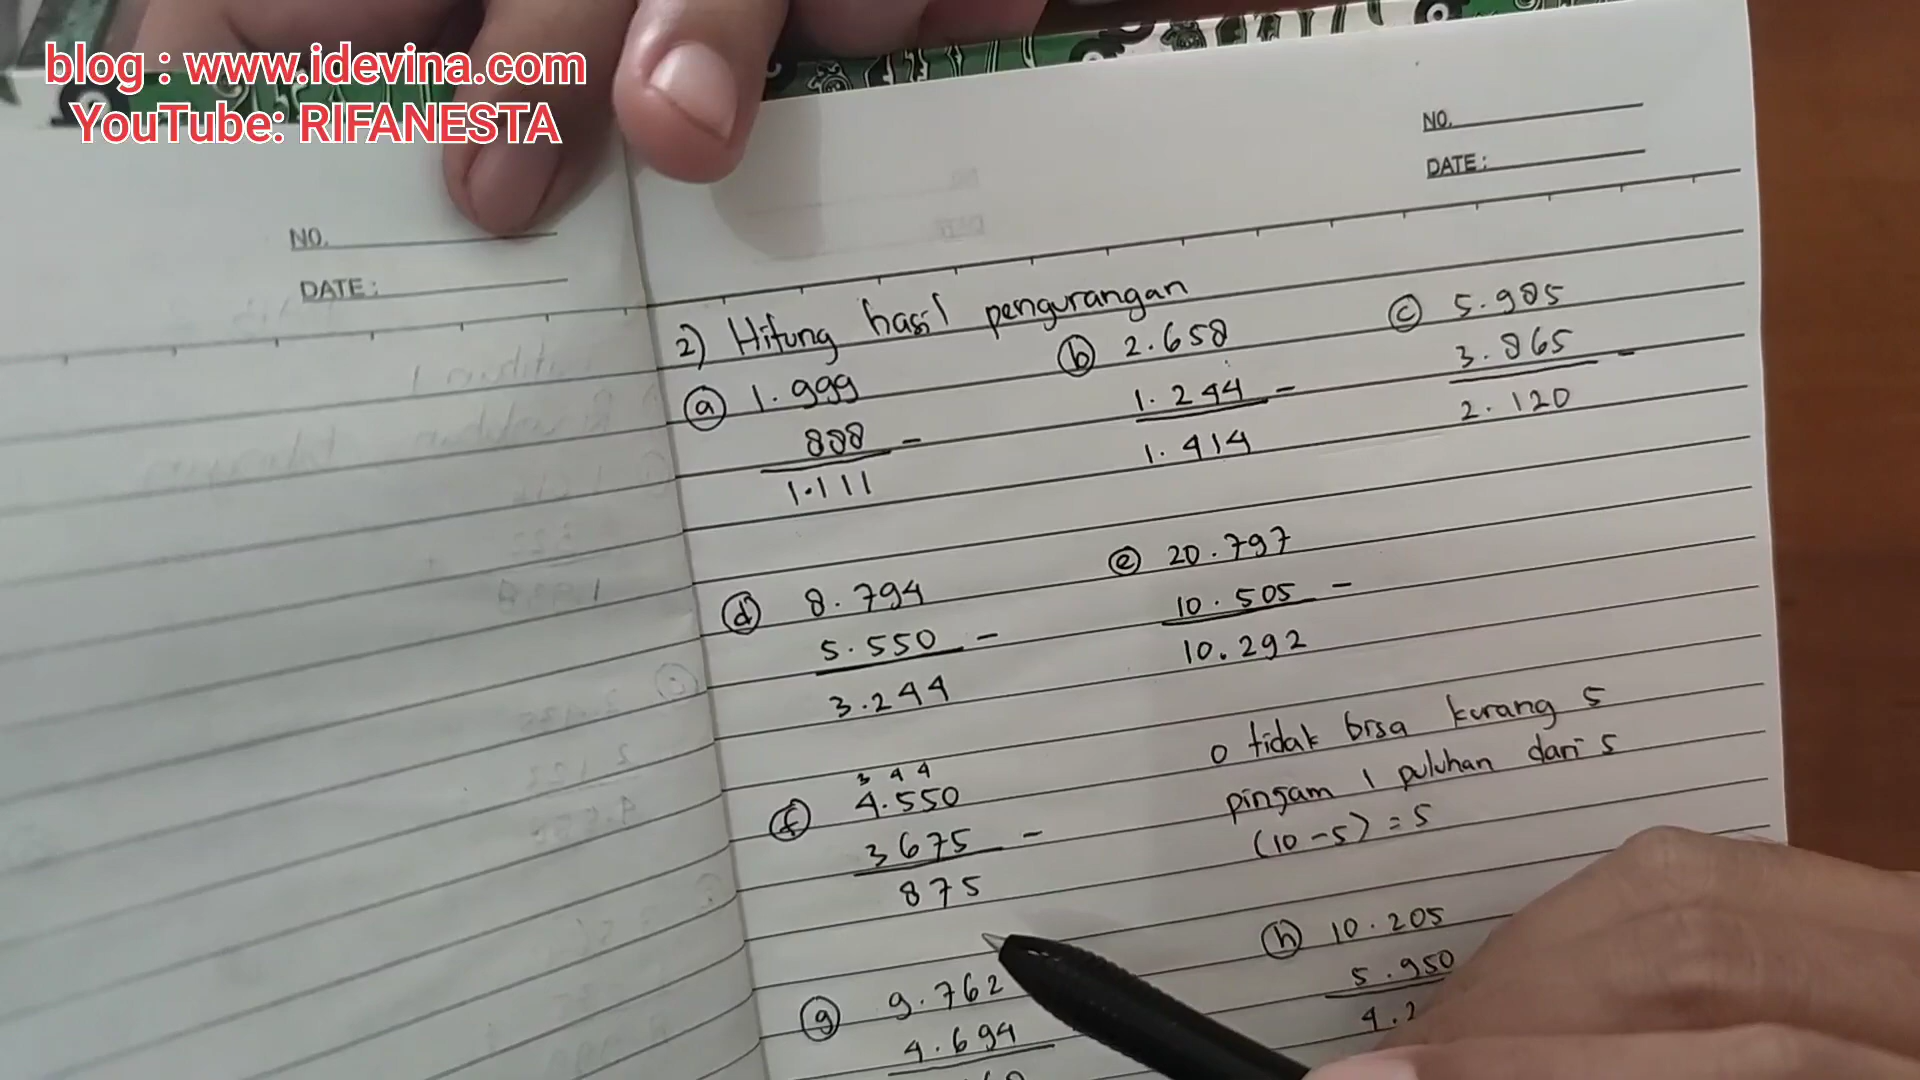 blog : www.idevina.com
YouTube: RIFANESTA
NO.
DATE :
NO.
DATE :
2) Hitung hasil pengurangan
(a) 1.999
888 -
1.111
(b) 2.658
1.244 -
1.414
(c) 5.985
3.865 -
2.120
(d) 8.794
5.550 -
3.244
(e) 20.797
10.505 -
10.292
3 4 4
(f) 4.550
3675 -
875
0 tidak bisa kurang 5
pinjam 1 puluhan dari 5
(10-5) = 5
(g) 9.762
4.694
(h) 10.205
5.950
4.2